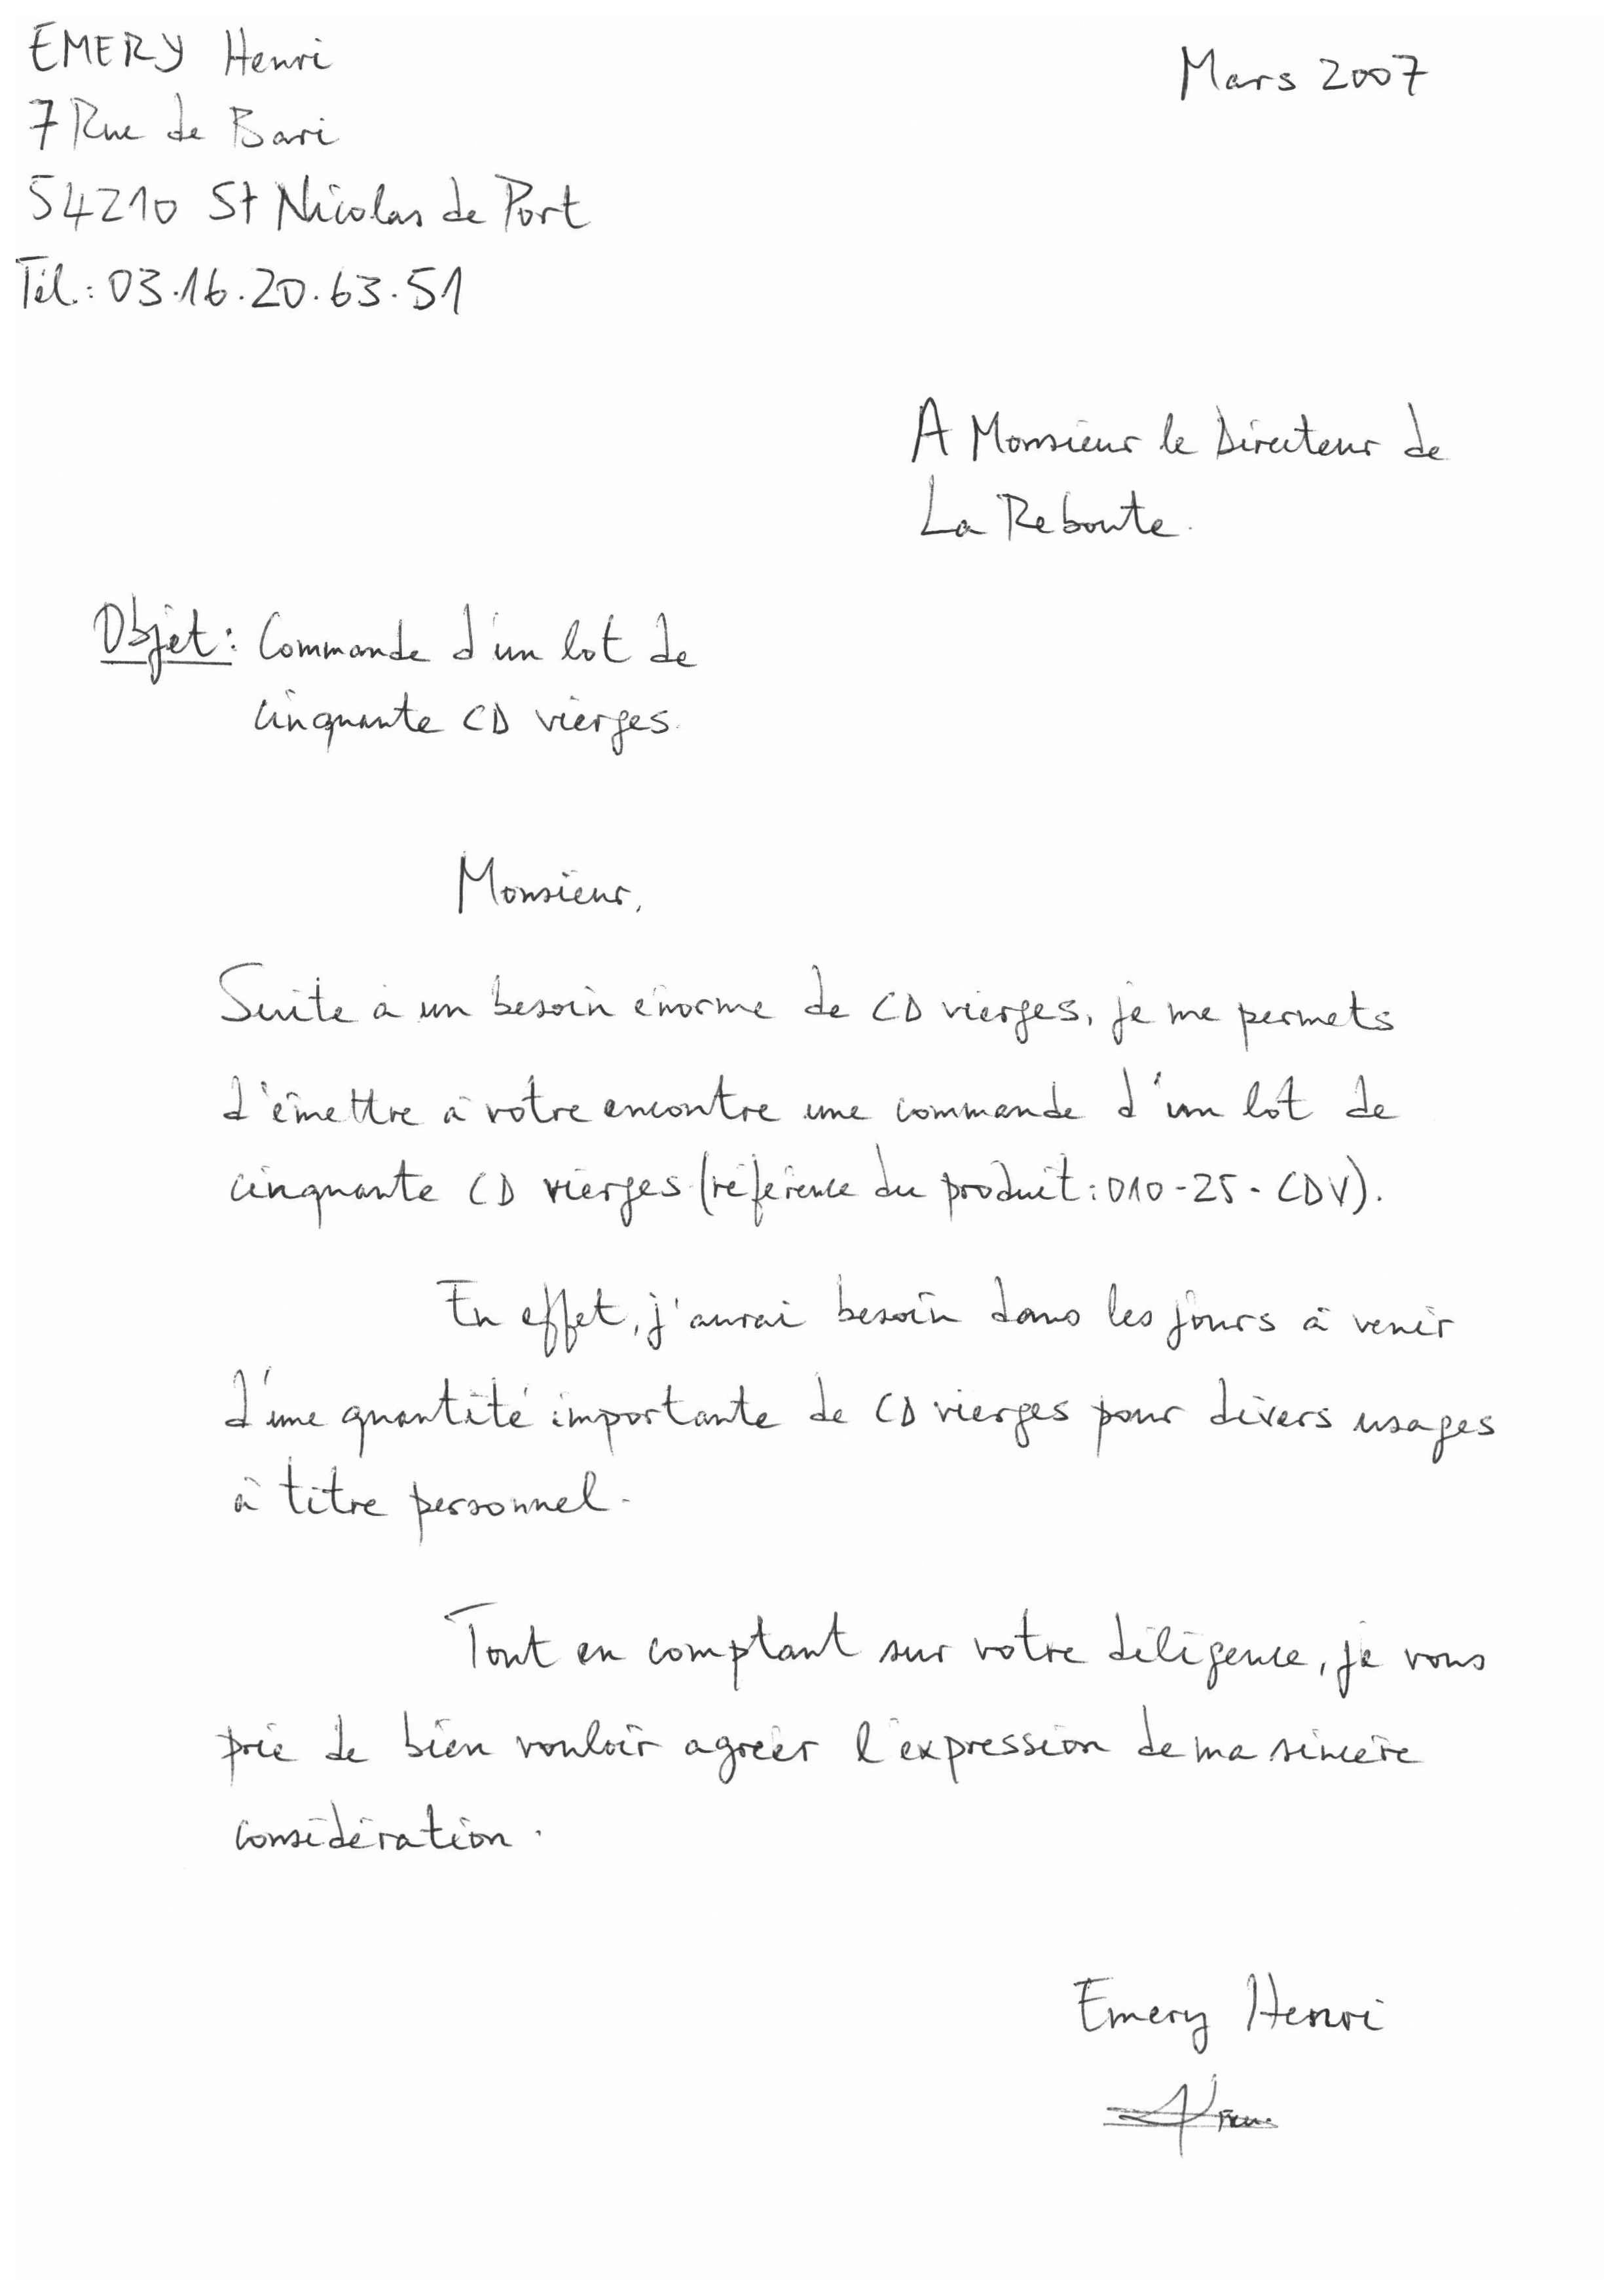 EMERY Henri
Mars 2007
7 Rue de Bari
54210 St Nicolas de Port
Tél.: 03.16.20.63.51
A Monsieur le Directeur de
La Reboute.
Objet: Commande d'un lot de
cinquante CD vierges.
Monsieur,
Suite à un besoin énorme de CD vierges, je me permets
d'émettre à votre encontre une commande d'un lot de
cinquante CD vierges (référence du produit: 010-25-CDV).
En effet, j'aurai besoin dans les jours à venir
d'une quantité importante de CD vierges pour divers usages
à titre personnel.
Tout en comptant sur votre diligence, je vous
prie de bien vouloir agréer l'expression de ma sincère
considération.
Emery Henri